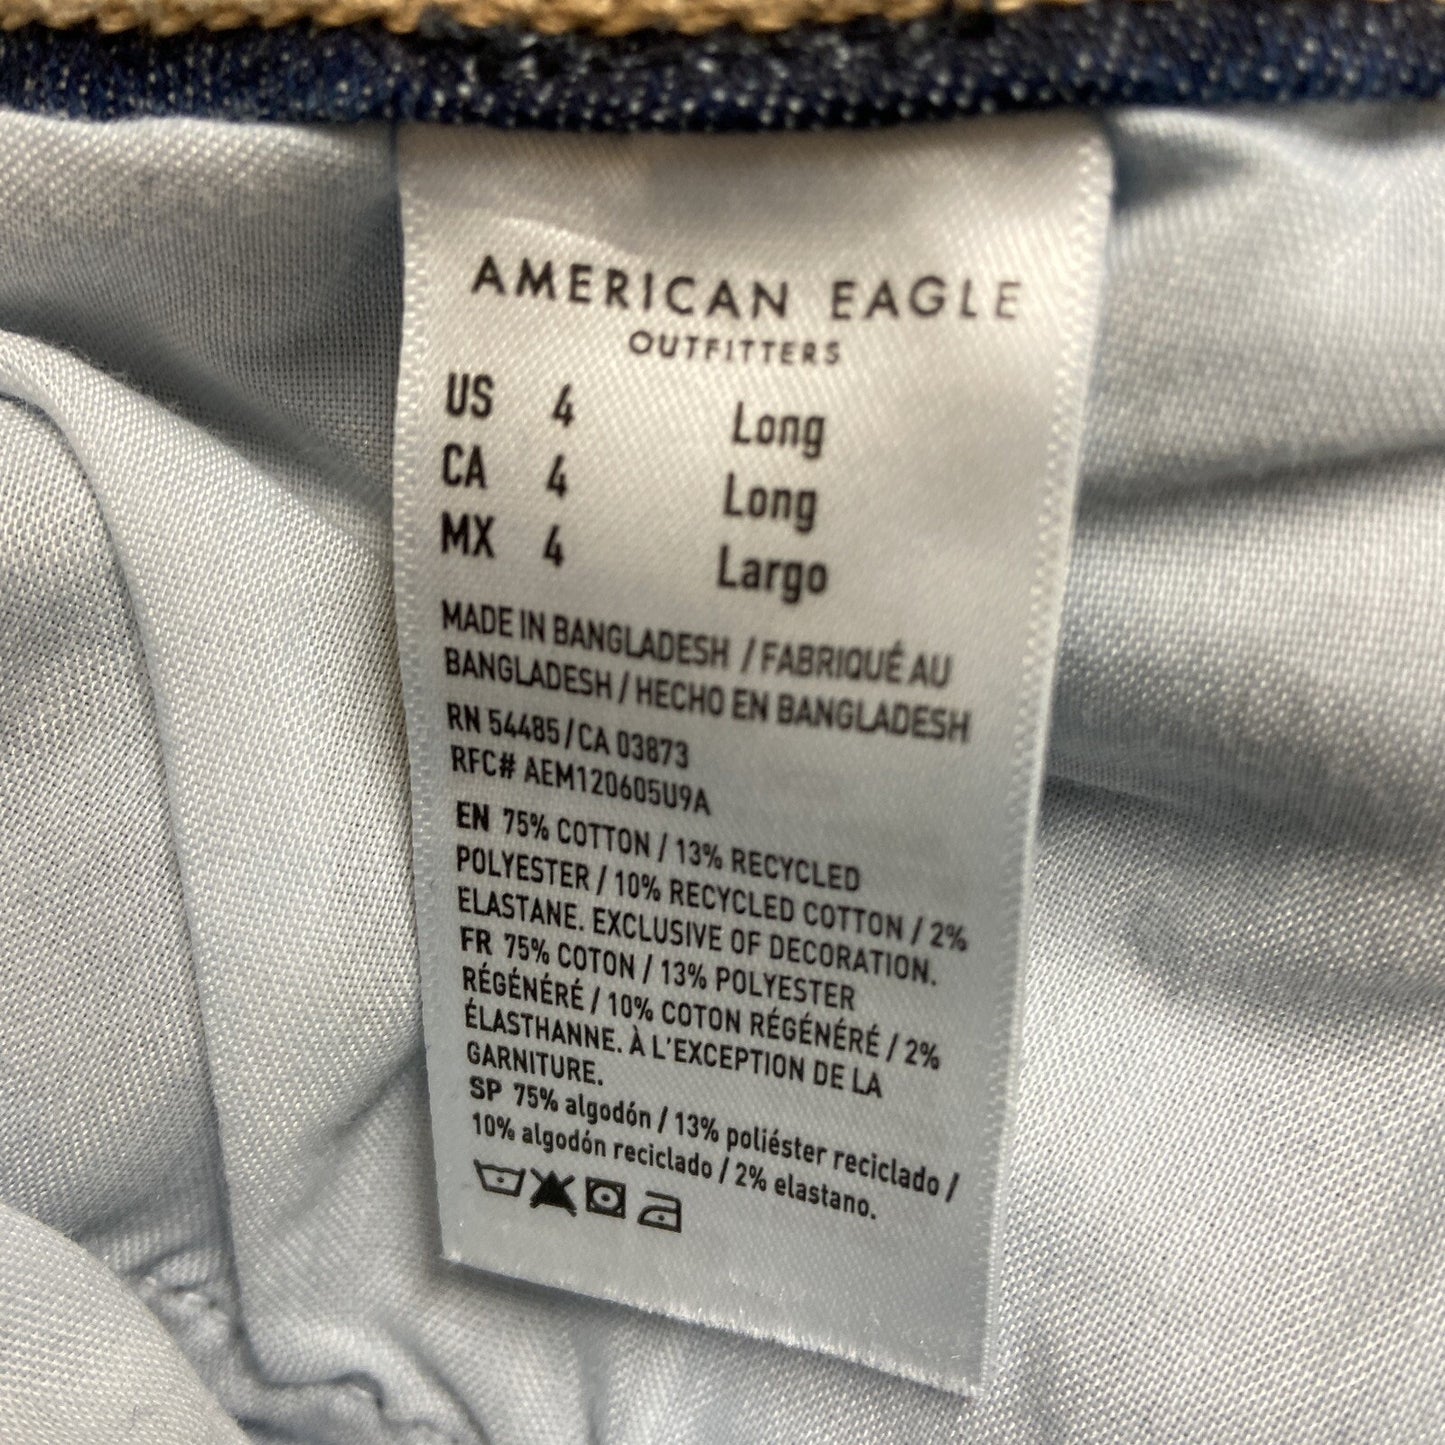 AMERICAN EAGLE
OUTFITTERS
US 4 Long
CA 4 Long
MX 4 Largo
MADE IN BANGLADESH / FABRIQUÉ AU
BANGLADESH / HECHO EN BANGLADESH
RN 54485 / CA 03873
RFC# AEM120605U9A
EN 75% COTTON / 13% RECYCLED
POLYESTER / 10% RECYCLED COTTON / 2%
ELASTANE. EXCLUSIVE OF DECORATION.
FR 75% COTON / 13% POLYESTER
RÉGÉNÉRÉ / 10% COTON RÉGÉNÉRÉ / 2%
ÉLASTHANNE. À L'EXCEPTION DE LA
GARNITURE.
SP 75% algodón / 13% poliéster reciclado /
10% algodón reciclado / 2% elastano.